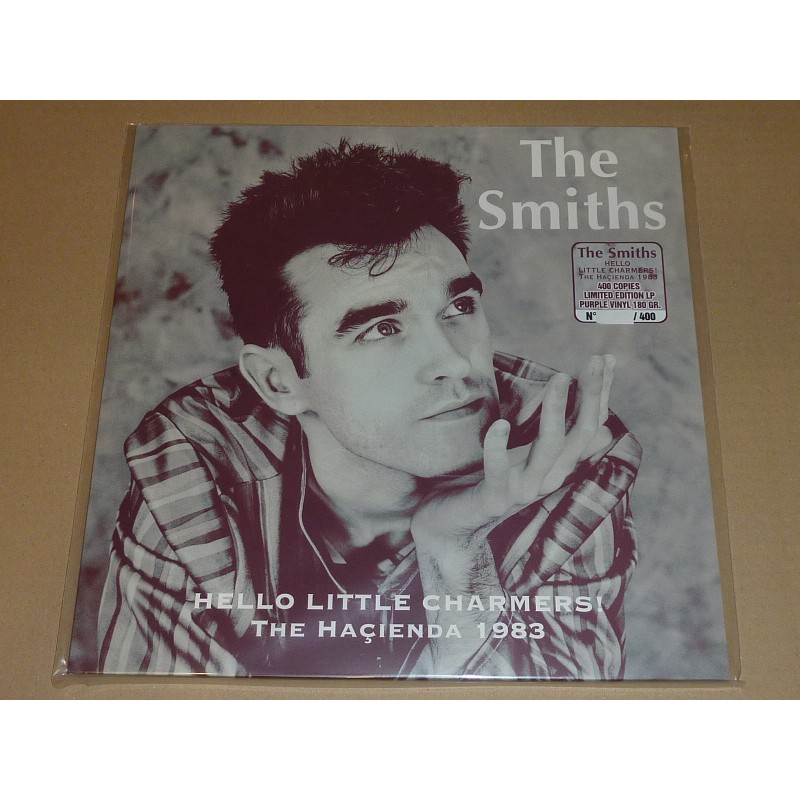 The
Smiths
The Smiths
HELLO
LITTLE CHARMERS!
THE HAÇIENDA 1983
400 COPIES
LIMITED EDITION LP
PURPLE VINYL 180 GR.
N° / 400
HELLO LITTLE CHARMERS!
THE HAÇIENDA 1983